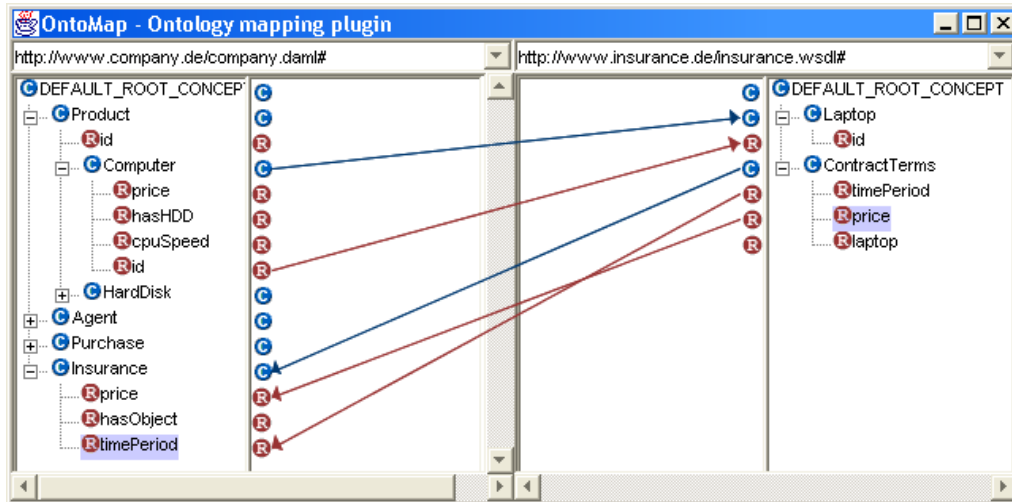 OntoMap - Ontology mapping plugin
http://www.company.de/company.daml#
http://www.insurance.de/insurance.wsdl#
C DEFAULT_ROOT_CONCEP
C Product
R id
C Computer
R price
R hasHDD
R cpuSpeed
R id
C HardDisk
C Agent
C Purchase
C Insurance
R price
R hasObject
R timePeriod
C
C
R
C
R
R
R
R
C
C
C
C
R
R
R
C
C
R
C
R
R
R
C DEFAULT_ROOT_CONCEPT
C Laptop
R id
C ContractTerms
R timePeriod
R price
R laptop